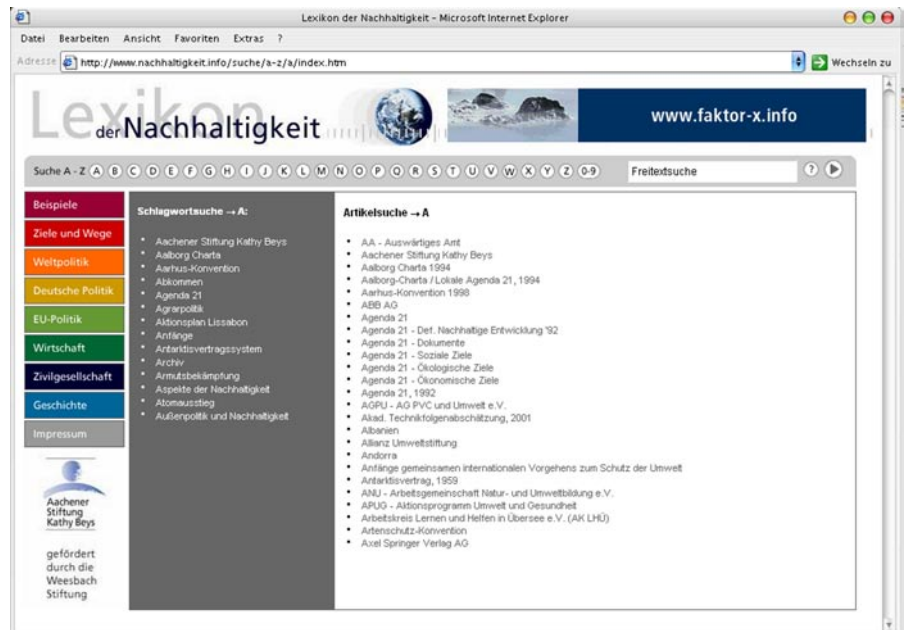 Lexikon der Nachhaltigkeit - Microsoft Internet Explorer
Datei Bearbeiten Ansicht Favoriten Extras ?
Adresse http://www.nachhaltigkeit.info/suche/a-z/a/index.htm Wechseln zu
Lexikon
der Nachhaltigkeit
www.faktor-x.info
Suche A - Z A B C D E F G H I J K L M N O P Q R S T U V W X Y Z 0-9 Freitextsuche ?
Beispiele
Ziele und Wege
Weltpolitik
Deutsche Politik
EU-Politik
Wirtschaft
Zivilgesellschaft
Geschichte
Impressum
Aachener
Stiftung
Kathy Beys
gefördert
durch die
Weesbach
Stiftung
Schlagwortsuche → A:
• Aachener Stiftung Kathy Beys
• Aalborg Charta
• Aarhus-Konvention
• Abkommen
• Agenda 21
• Agrarpolitik
• Aktionsplan Lissabon
• Anfänge
• Antarktisvertragssystem
• Archiv
• Armutsbekämpfung
• Aspekte der Nachhaltigkeit
• Atomausstieg
• Außenpolitik und Nachhaltigkeit
Artikelsuche → A
• AA - Auswärtiges Amt
• Aachener Stiftung Kathy Beys
• Aalborg Charta 1994
• Aalborg-Charta / Lokale Agenda 21, 1994
• Aarhus-Konvention 1998
• ABB AG
• Agenda 21
• Agenda 21 - Def. Nachhaltige Entwicklung '92
• Agenda 21 - Dokumente
• Agenda 21 - Soziale Ziele
• Agenda 21 - Ökologische Ziele
• Agenda 21 - Ökonomische Ziele
• Agenda 21, 1992
• AGPU - AG PVC und Umwelt e.V.
• Akad. Technikfolgenabschätzung, 2001
• Albanien
• Allianz Umweltstiftung
• Andorra
• Anfänge gemeinsamen internationalen Vorgehens zum Schutz der Umwelt
• Antarktisvertrag, 1959
• ANU - Arbeitsgemeinschaft Natur- und Umweltbildung e.V.
• APUG - Aktionsprogramm Umwelt und Gesundheit
• Arbeitskreis Lernen und Helfen in Übersee e.V. (AK LHÜ)
• Artenschutz-Konvention
• Axel Springer Verlag AG